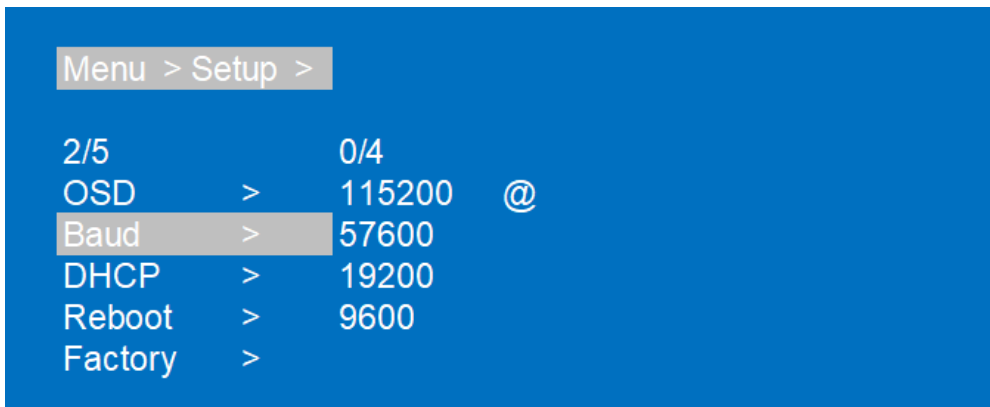 Menu > Setup >
2/5 0/4
OSD > 115200 @
Baud > 57600
DHCP > 19200
Reboot > 9600
Factory >